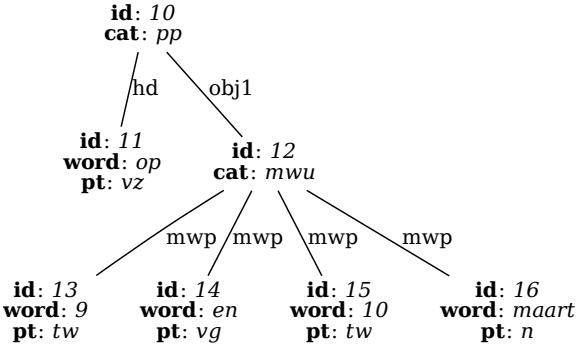 id: 10
cat: pp
hd
obj1
id: 11
word: op
pt: vz
id: 12
cat: mwu
mwp
mwp
mwp
mwp
id: 13
word: 9
pt: tw
id: 14
word: en
pt: vg
id: 15
word: 10
pt: tw
id: 16
word: maart
pt: n